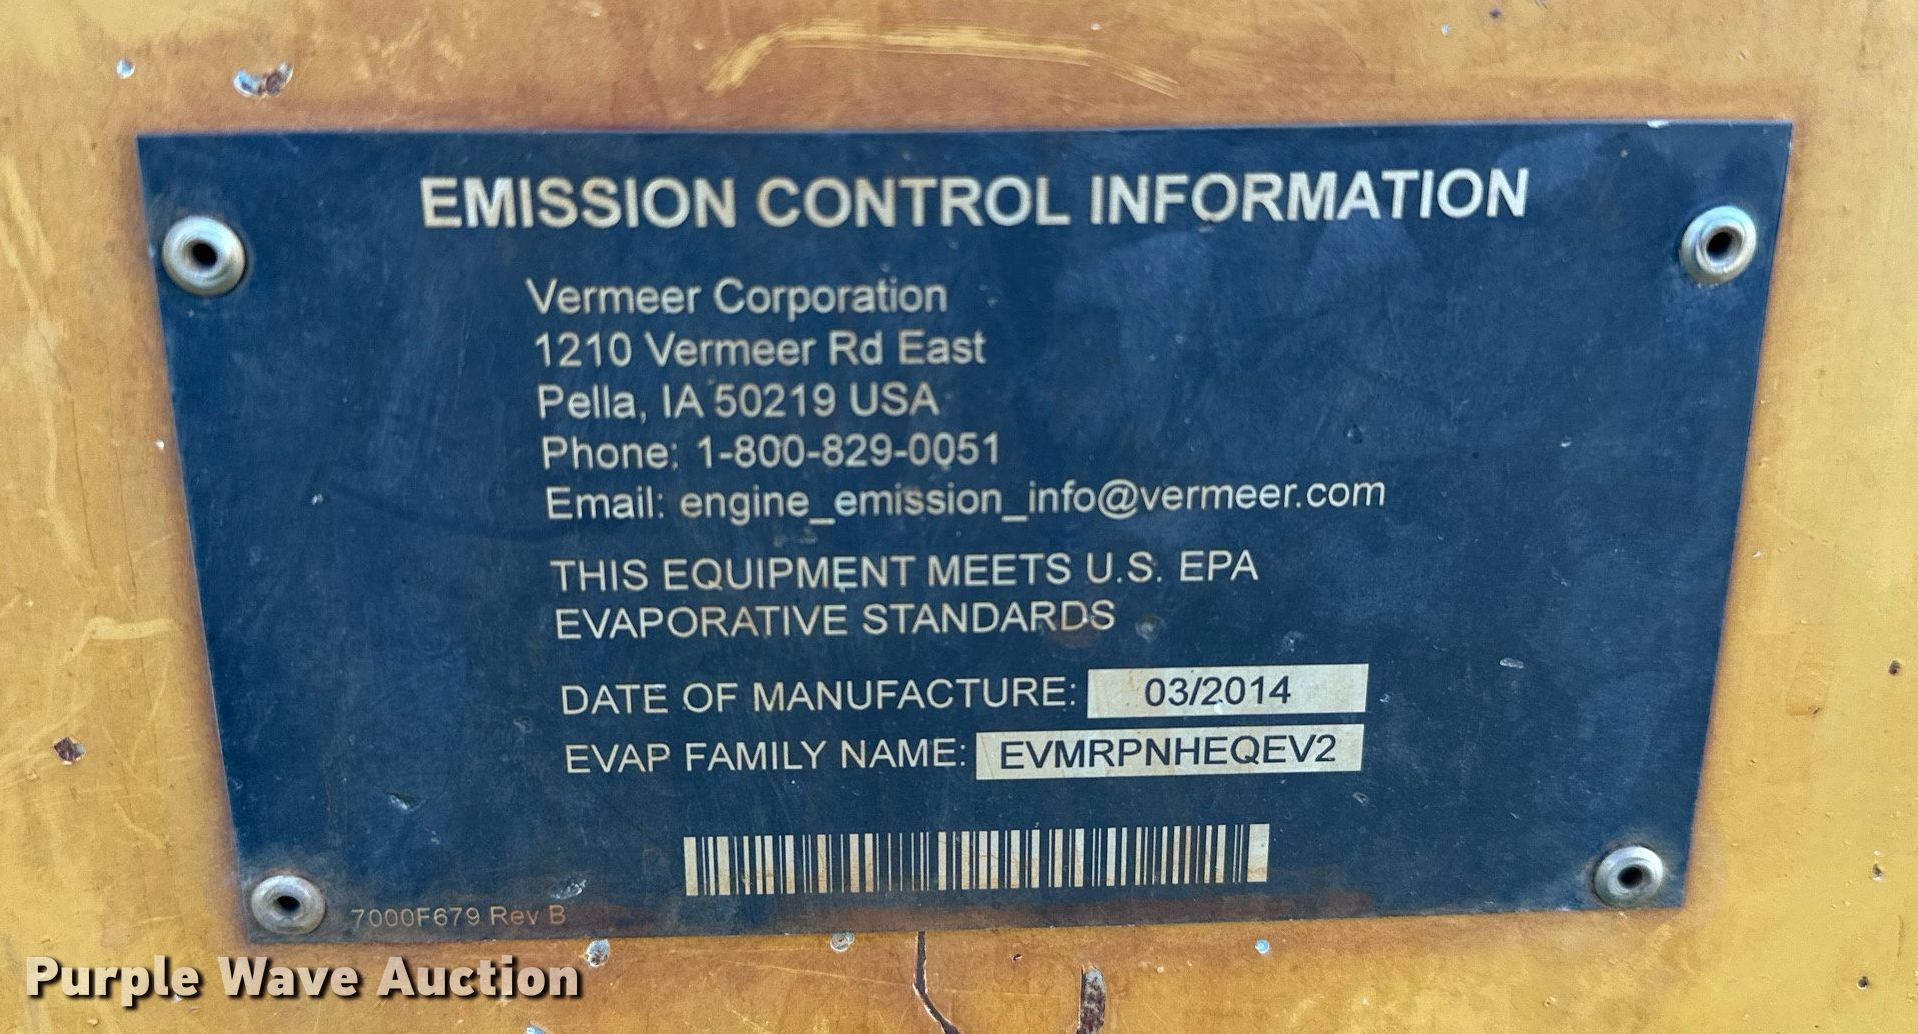 EMISSION CONTROL INFORMATION
Vermeer Corporation
1210 Vermeer Rd East
Pella, IA 50219 USA
Phone: 1-800-829-0051
Email: engine_emission_info@vermeer.com
THIS EQUIPMENT MEETS U.S. EPA
EVAPORATIVE STANDARDS
DATE OF MANUFACTURE: 03/2014
EVAP FAMILY NAME: EVMRPNHEQEV2
7000F679 Rev B
Purple Wave Auction